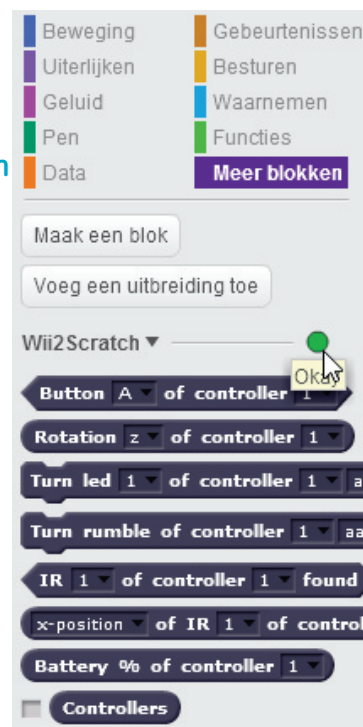 Beweging Gebeurtenissen
Uiterlijken Besturen
Geluid Waarnemen
Pen Functies
Data Meer blokken
Maak een blok
Voeg een uitbreiding toe
Wii2Scratch
Okay
Button A of controller 1
Rotation z of controller 1
Turn led 1 of controller 1 a
Turn rumble of controller 1 aa
IR 1 of controller 1 found
x-position of IR 1 of control
Battery % of controller 1
Controllers